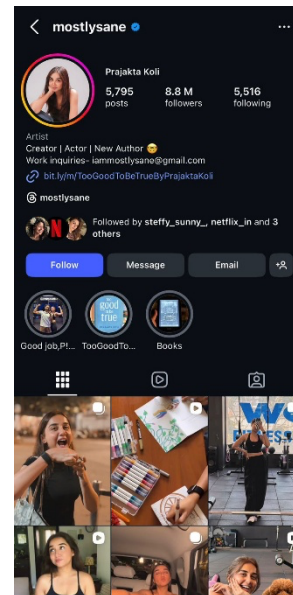 mostlysane
Prajakta Koli
5,795 8.8 M 5,516
posts followers following
Artist
Creator | Actor | New Author 🤓
Work inquiries- iammostlysane@gmail.com
bit.ly/m/TooGoodToBeTrueByPrajaktaKoli
mostlysane
Followed by steffy_sunny_, netflix_in and 3
others
Follow Message Email
good
true
Good job,P!... TooGoodTo... Books